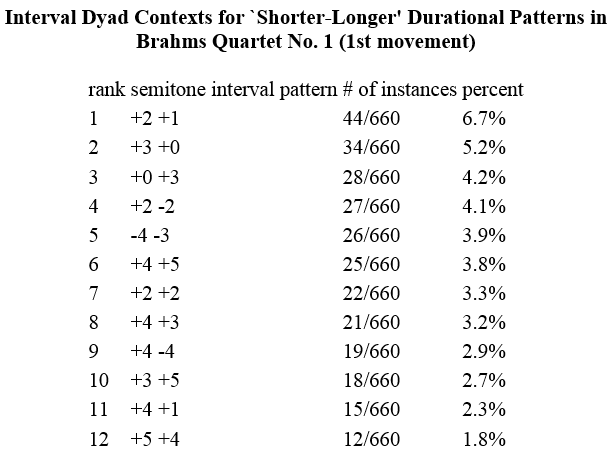 Interval Dyad Contexts for `Shorter-Longer' Durational Patterns in
Brahms Quartet No. 1 (1st movement)
rank semitone interval pattern # of instances percent
1 +2 +1 44/660 6.7%
2 +3 +0 34/660 5.2%
3 +0 +3 28/660 4.2%
4 +2 -2 27/660 4.1%
5 -4 -3 26/660 3.9%
6 +4 +5 25/660 3.8%
7 +2 +2 22/660 3.3%
8 +4 +3 21/660 3.2%
9 +4 -4 19/660 2.9%
10 +3 +5 18/660 2.7%
11 +4 +1 15/660 2.3%
12 +5 +4 12/660 1.8%